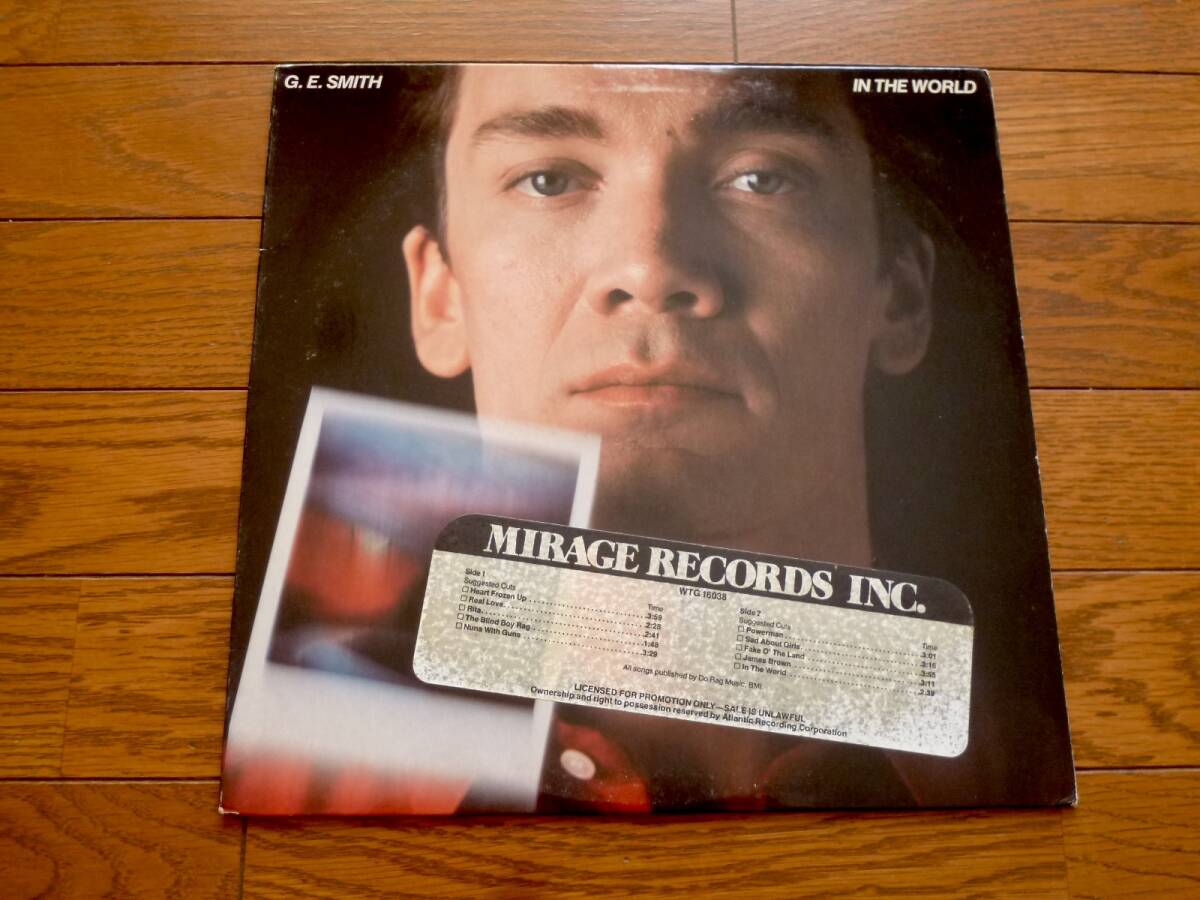 G. E. SMITH
IN THE WORLD
MIRAGE RECORDS INC.
WTG 16038
Side 1
Suggested Cuts
Time
Heart Frozen Up 3:59
Real Love 2:28
Rita 2:41
The Blind Boy Rag 1:48
Nuns With Guns 3:29
Side 2
Suggested Cuts
Time
Powerman 3:01
Sad About Girls 3:16
Fake O' The Land 3:55
James Brown 3:11
In The World 2:39
All songs published by Do Rag Music, BMI
LICENSED FOR PROMOTION ONLY—SALE IS UNLAWFUL
Ownership and right to possession reserved by Atlantic Recording Corporation